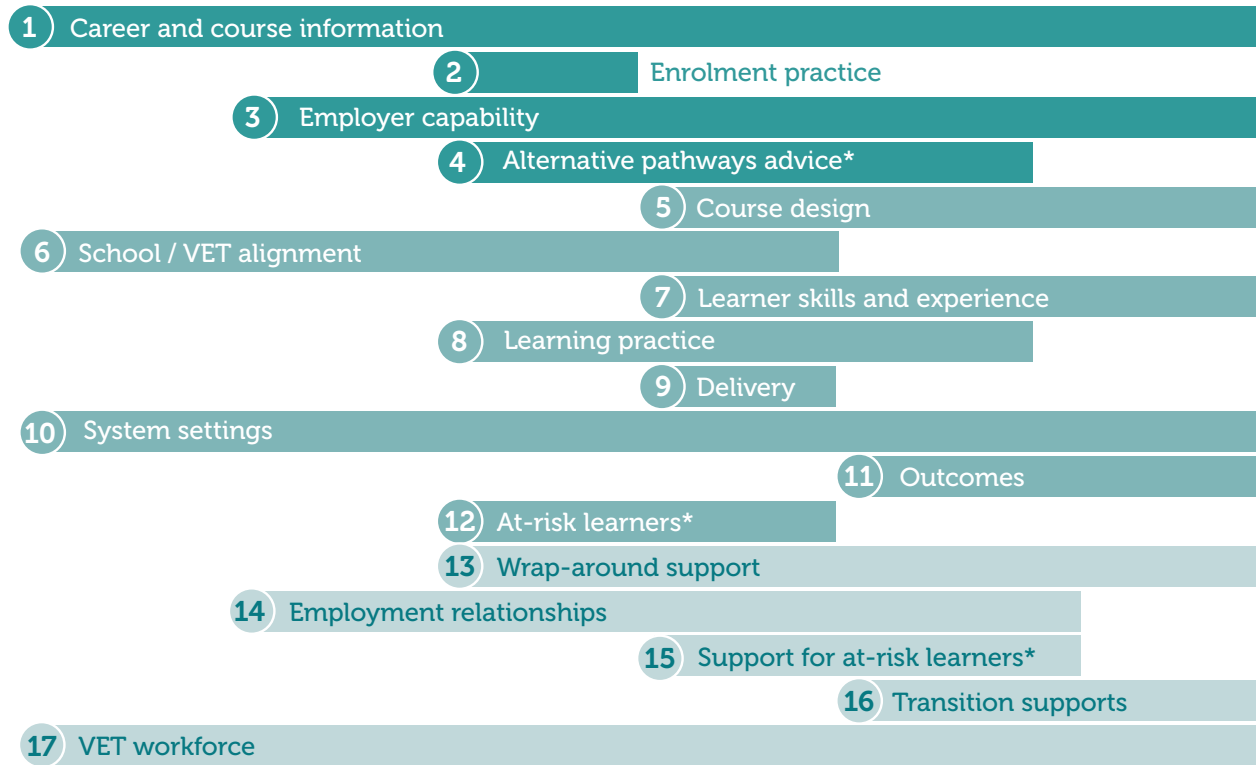 1 Career and course information
2 Enrolment practice
3 Employer capability
4 Alternative pathways advice*
5 Course design
6 School / VET alignment
7 Learner skills and experience
8 Learning practice
9 Delivery
10 System settings
11 Outcomes
12 At-risk learners*
13 Wrap-around support
14 Employment relationships
15 Support for at-risk learners*
16 Transition supports
17 VET workforce